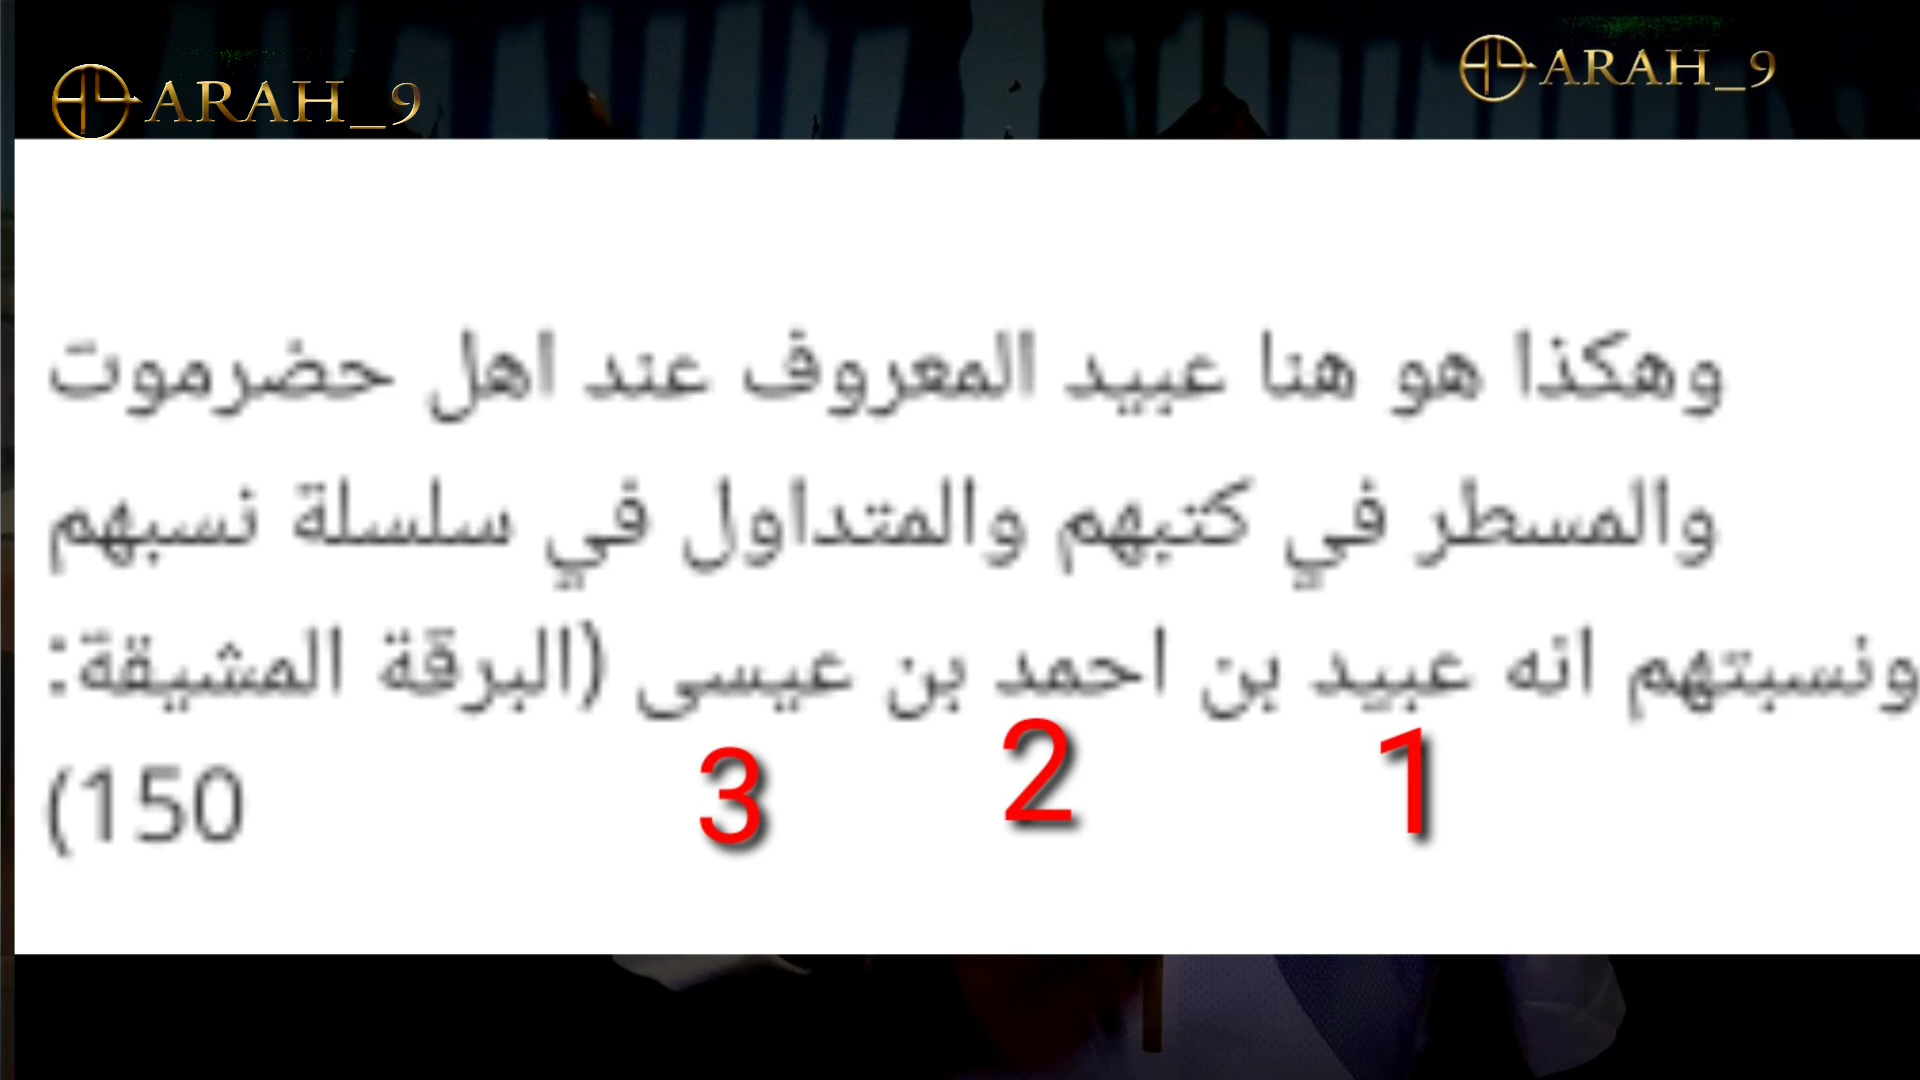 ARAH_9
ARAH_9
وهكذا هو هنا عبيد المعروف عند اهل حضرموت
والمسطر في كتبهم والمتداول في سلسلة نسبهم
ونسبتهم انه عبيد بن احمد بن عيسى (البرقة المشيقة:
150)
1
2
3